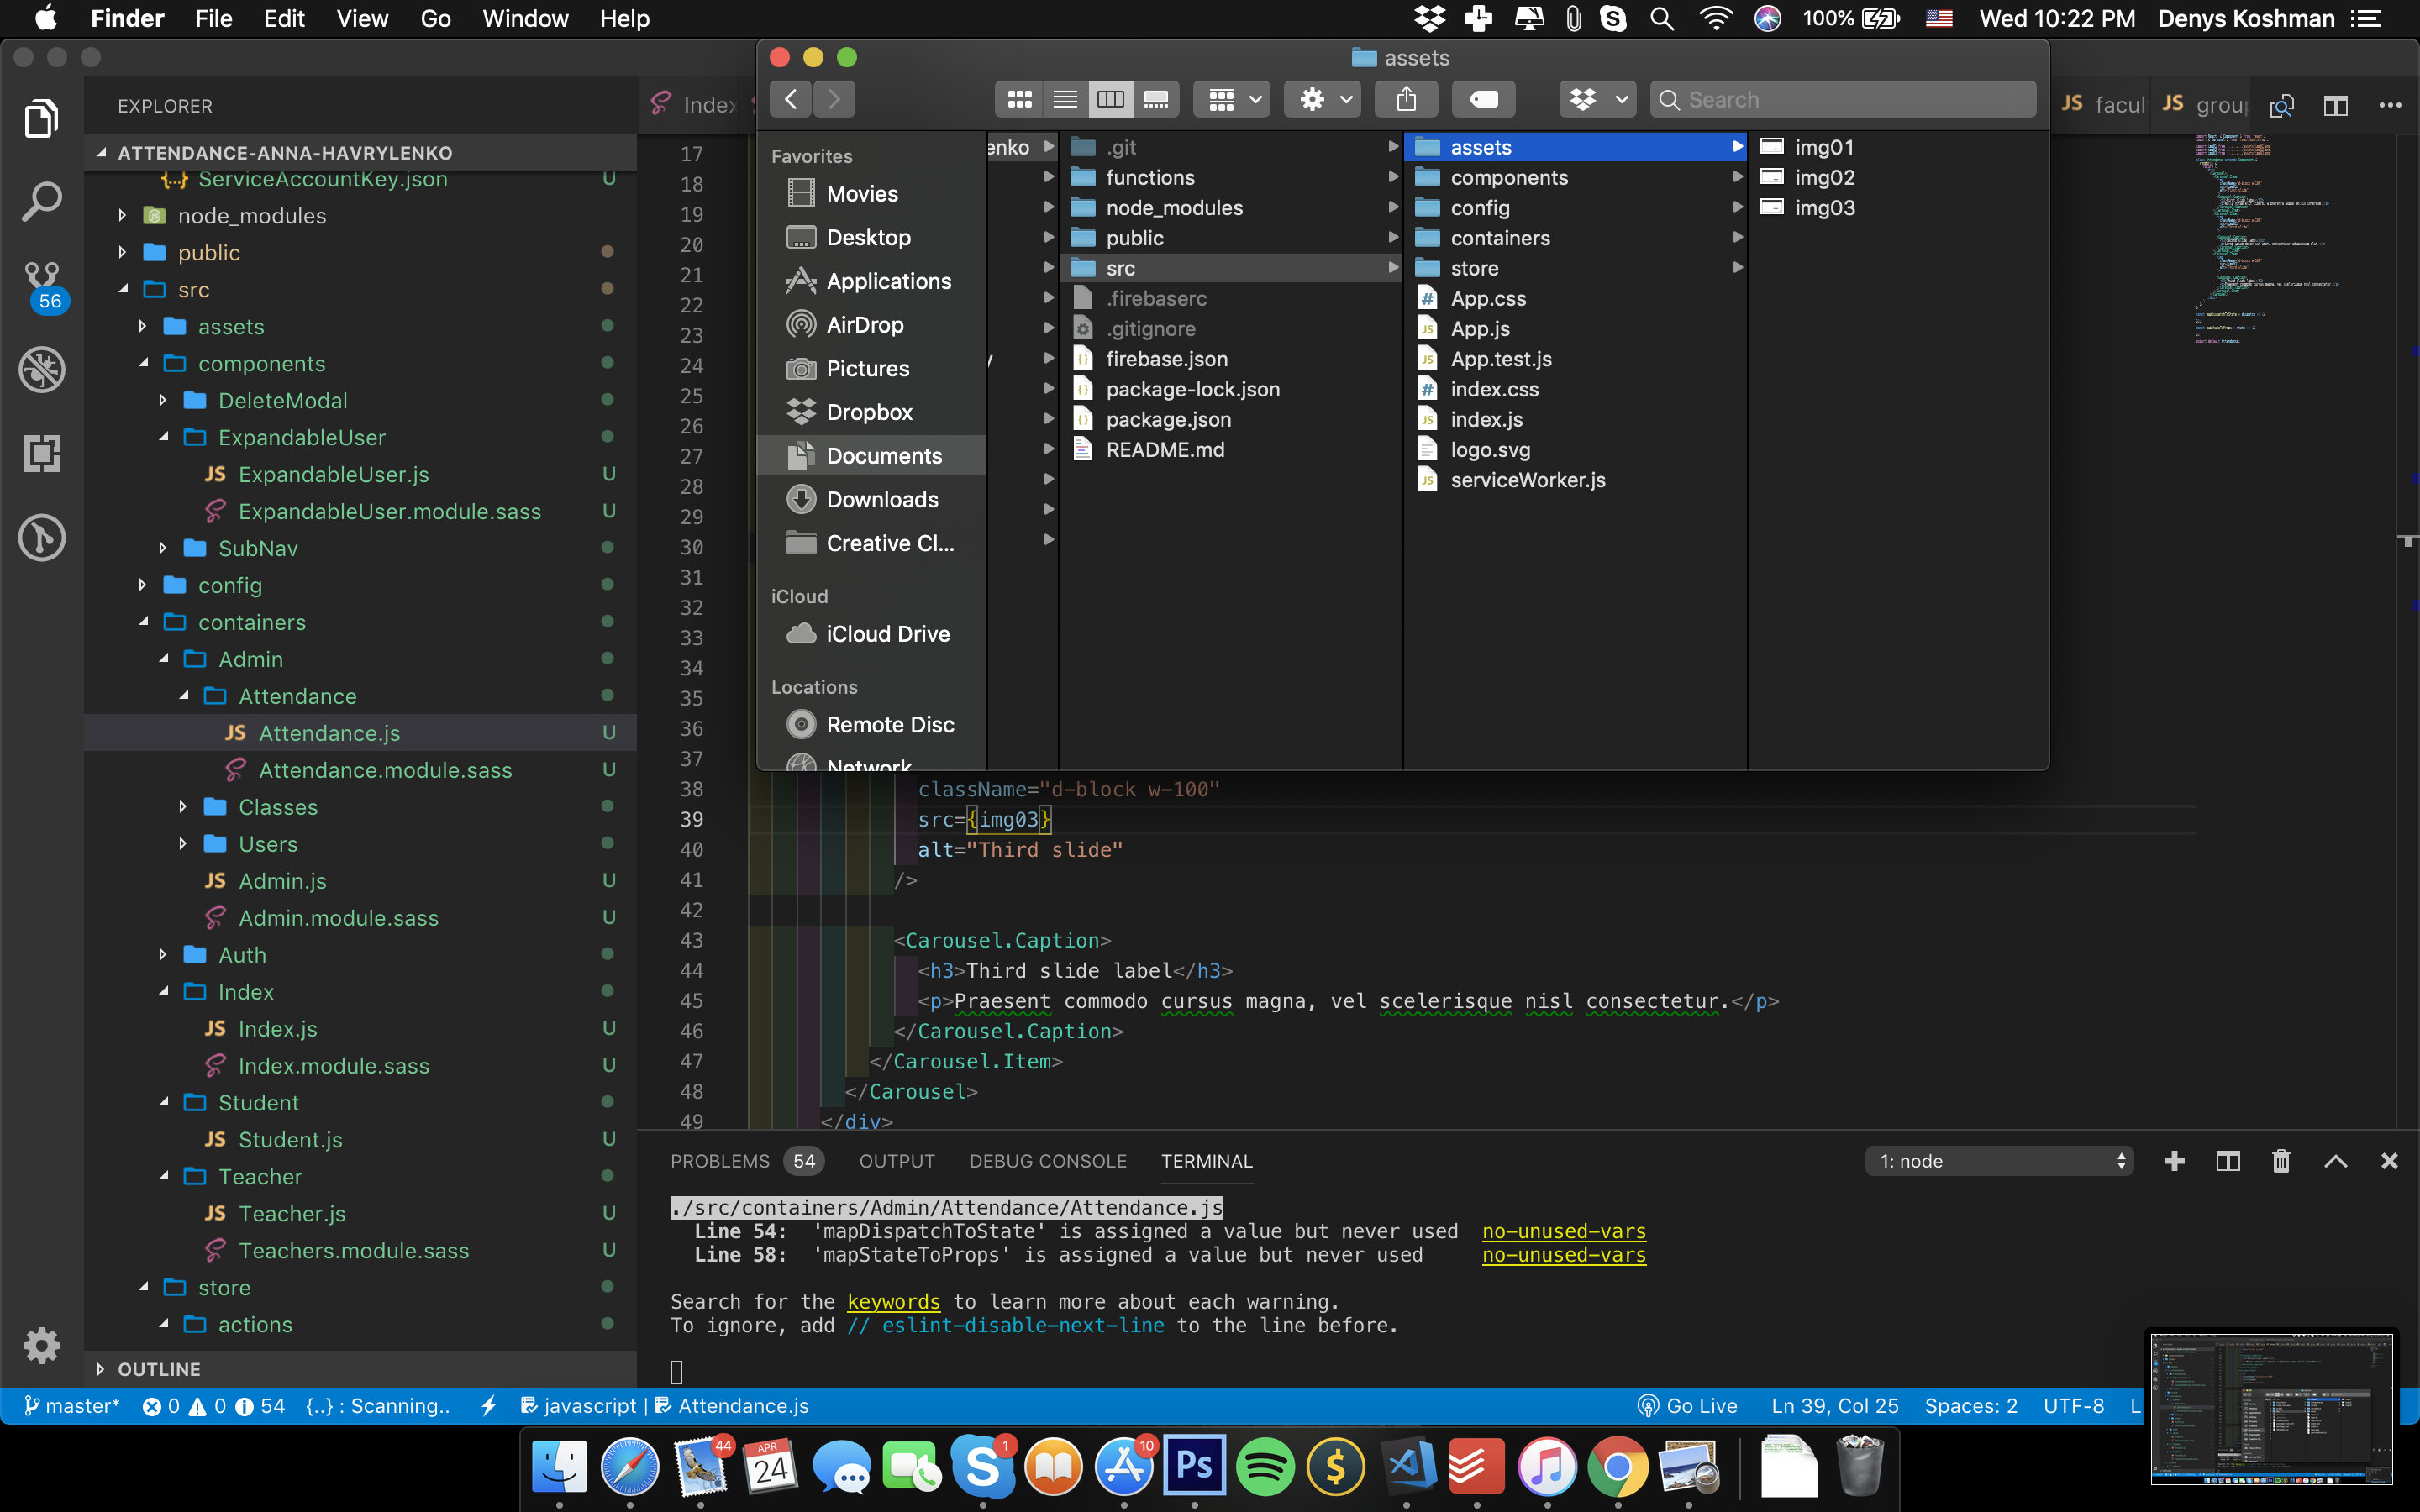 Finder File Edit View Go Window Help
100% Wed 10:22 PM Denys Koshman
assets
Search
EXPLORER
ATTENDANCE-ANNA-HAVRYLENKO
{..} ServiceAccountKey.json U
node_modules
public
src
56
assets
components
DeleteModal
ExpandableUser
JS ExpandableUser.js U
ExpandableUser.module.sass U
SubNav
config
containers
Admin
Attendance
JS Attendance.js U
Attendance.module.sass U
Classes
Users
JS Admin.js U
Admin.module.sass U
Auth
Index
JS Index.js U
Index.module.sass U
Student
JS Student.js U
Teacher
JS Teacher.js U
Teachers.module.sass U
store
actions
OUTLINE
Index
JS facul
JS group
Favorites
Movies
Desktop
Applications
AirDrop
Pictures
Dropbox
Documents
Downloads
Creative Cl...
iCloud
iCloud Drive
Locations
Remote Disc
Network
enko
.git
functions
node_modules
public
src
.firebaserc
.gitignore
firebase.json
package-lock.json
package.json
README.md
assets
components
config
containers
store
App.css
App.js
App.test.js
index.css
index.js
logo.svg
serviceWorker.js
img01
img02
img03
17
18
19
20
21
22
23
24
25
26
27
28
29
30
31
32
33
34
35
36
37
38 className="d-block w-100"
39 src={img03}
40 alt="Third slide"
41 />
42
43 <Carousel.Caption>
44 <h3>Third slide label</h3>
45 <p>Praesent commodo cursus magna, vel scelerisque nisl consectetur.</p>
46 </Carousel.Caption>
47 </Carousel.Item>
48 </Carousel>
49 </div>
PROBLEMS 54 OUTPUT DEBUG CONSOLE TERMINAL 1: node
./src/containers/Admin/Attendance/Attendance.js
Line 54: 'mapDispatchToState' is assigned a value but never used no-unused-vars
Line 58: 'mapStateToProps' is assigned a value but never used no-unused-vars
Search for the keywords to learn more about each warning.
To ignore, add // eslint-disable-next-line to the line before.
master* 0 0 54 {..} : Scanning.. javascript | Attendance.js Go Live Ln 39, Col 25 Spaces: 2 UTF-8 L
44 APR 24 S 1 10 Ps $